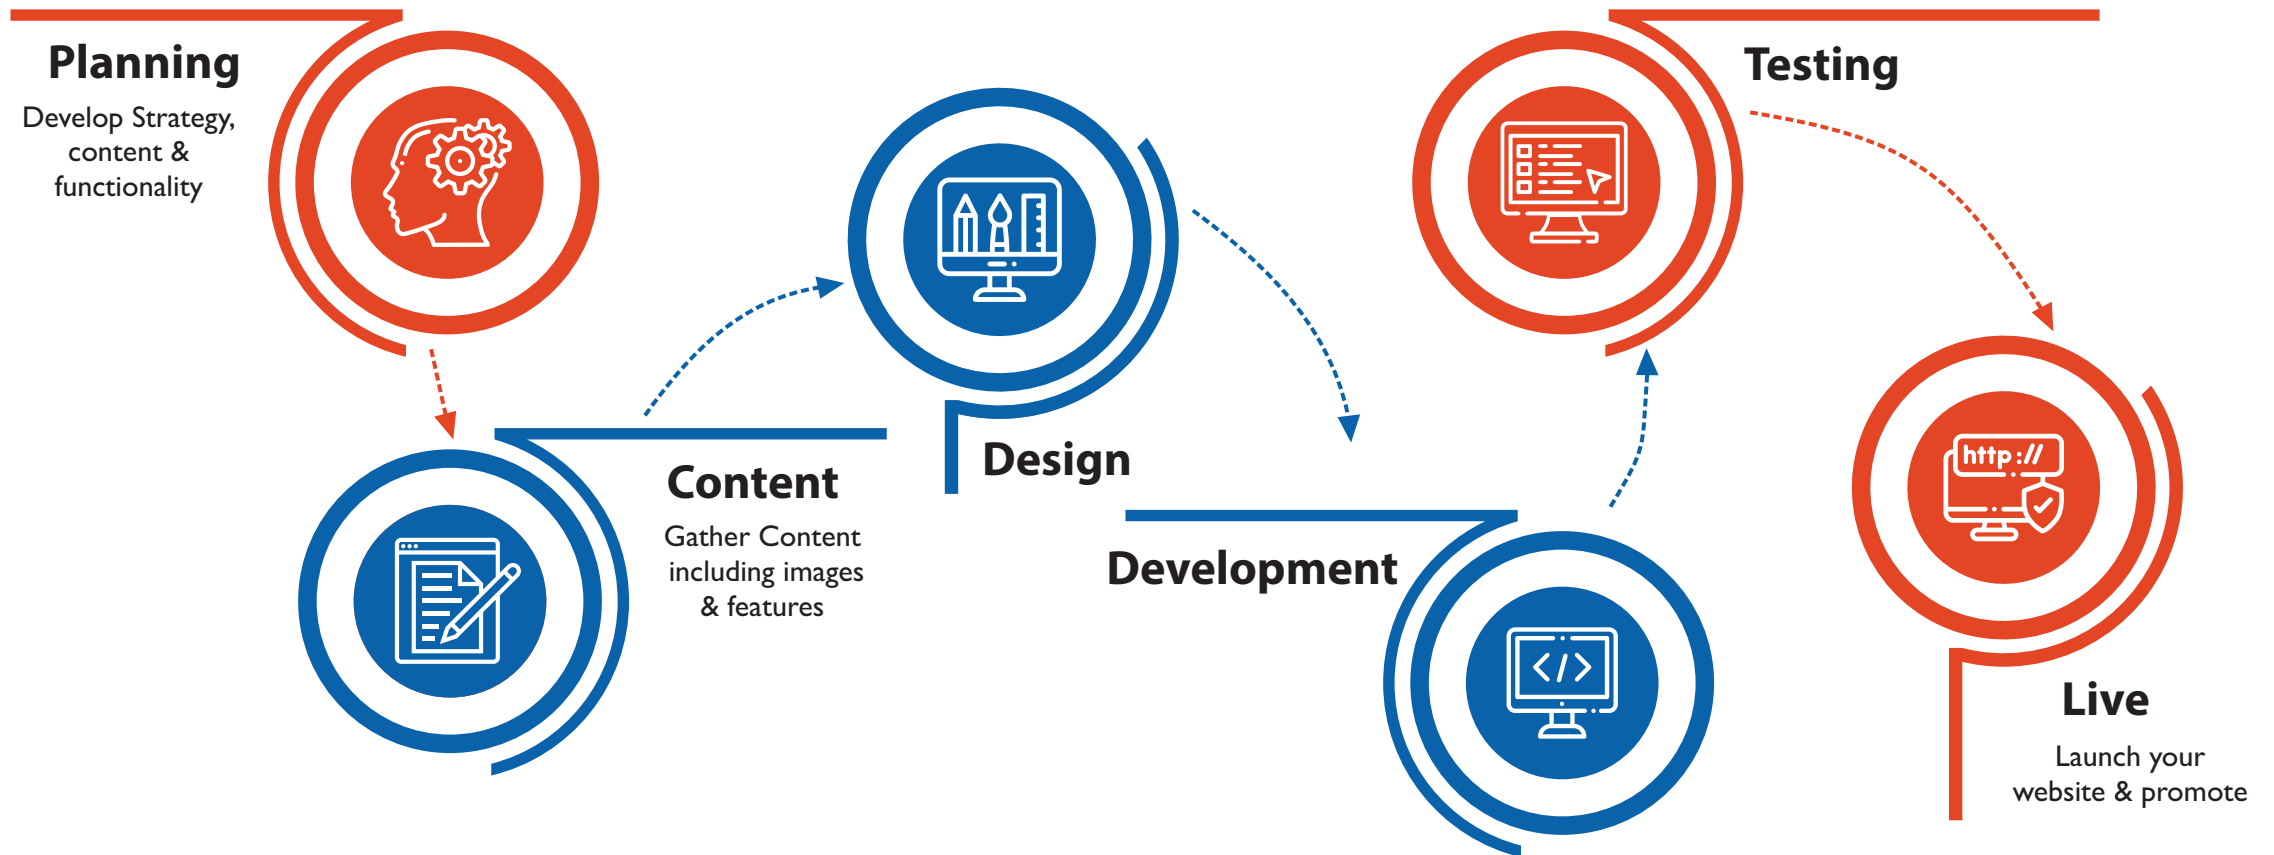 Planning
Develop Strategy,
content &
functionality
Content
Gather Content
including images
& features
Design
Development
Testing
http://
Live
Launch your
website & promote